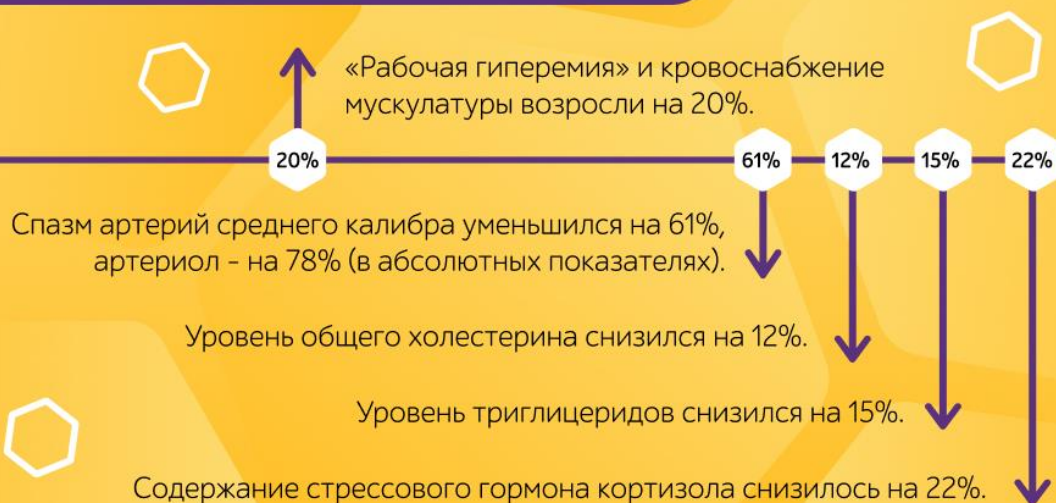 «Рабочая гиперемия» и кровоснабжение
мускулатуры возросли на 20%.
20%
61%
12%
15%
22%
Спазм артерий среднего калибра уменьшился на 61%,
артериол - на 78% (в абсолютных показателях).
Уровень общего холестерина снизился на 12%.
Уровень триглицеридов снизился на 15%.
Содержание стрессового гормона кортизола снизилось на 22%.